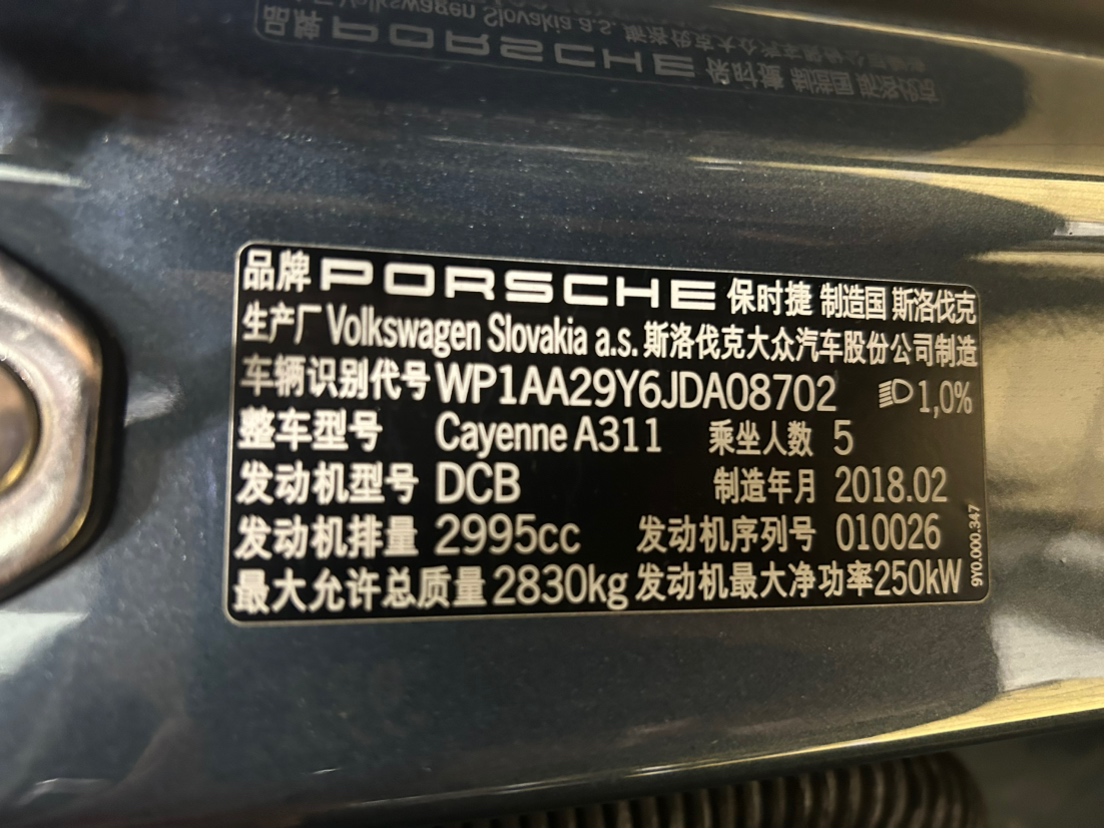 品牌 PORSCHE 保时捷 制造国 斯洛伐克
生产厂 Volkswagen Slovakia a.s. 斯洛伐克大众汽车股份公司制造
车辆识别代号 WP1AA29Y6JDA08702 1,0%
整车型号 Cayenne A311 乘坐人数 5
发动机型号 DCB 制造年月 2018.02
发动机排量 2995cc 发动机序列号 010026
最大允许总质量 2830kg 发动机最大净功率 250kW
9Y0.000.347